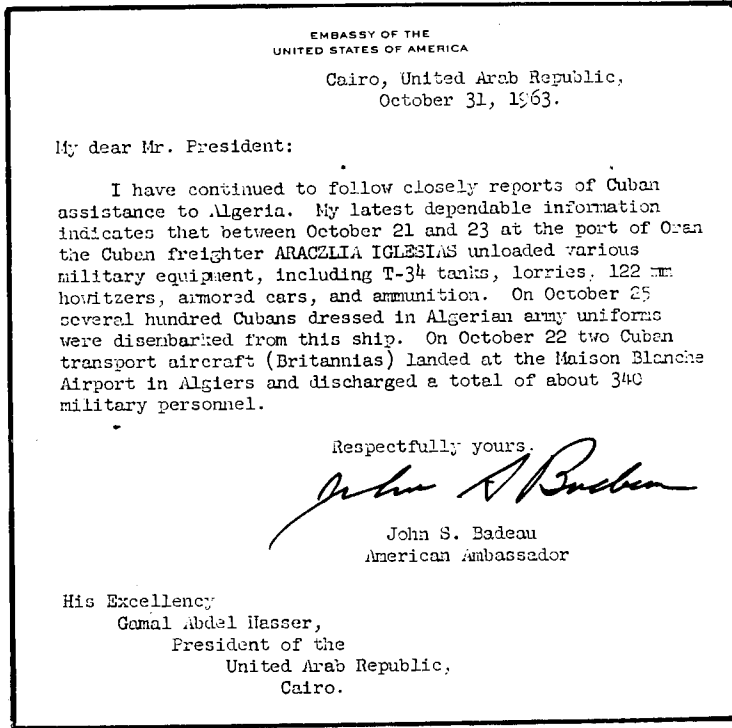 EMBASSY OF THE
UNITED STATES OF AMERICA
Cairo, United Arab Republic,
October 31, 1963.
My dear Mr. President:
I have continued to follow closely reports of Cuban
assistance to Algeria. My latest dependable information
indicates that between October 21 and 23 at the port of Oran
the Cuban freighter ARACZLIA IGLESIAS unloaded various
military equipment, including T-34 tanks, lorries, 122 mm
howitzers, armored cars, and ammunition. On October 25
several hundred Cubans dressed in Algerian army uniforms
were disembarked from this ship. On October 22 two Cuban
transport aircraft (Britannias) landed at the Maison Blanche
Airport in Algiers and discharged a total of about 340
military personnel.
Respectfully yours,
John S Badeau
John S. Badeau
American Ambassador
His Excellency
Gamal Abdel Nasser,
President of the
United Arab Republic,
Cairo.